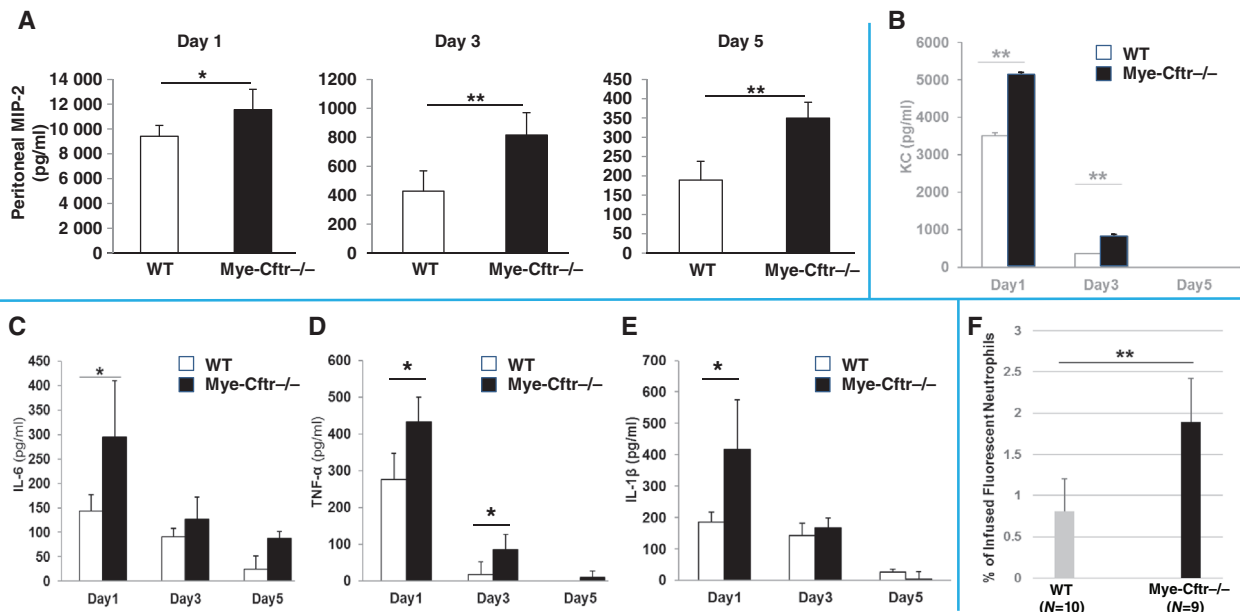 A
Day 1
Day 3
Day 5
Peritoneal MIP-2
(pg/ml)
14 000
12 000
10 000
8 000
6 000
4 000
2 000
0
*
WT
Mye-Cftr–/–
1200
1000
800
600
400
200
0
**
WT
Mye-Cftr–/–
450
400
350
300
250
200
150
100
50
0
**
WT
Mye-Cftr–/–
B
WT
Mye-Cftr–/–
KC (pg/ml)
6000
5000
4000
3000
2000
1000
0
**
**
Day1
Day3
Day5
C
WT
Mye-Cftr–/–
IL-6 (pg/ml)
450
400
350
300
250
200
150
100
50
0
*
Day1
Day3
Day5
D
WT
Mye-Cftr–/–
TNF-α (pg/ml)
600
500
400
300
200
100
0
*
*
Day1
Day3
Day5
E
WT
Mye-Cftr–/–
IL-1β (pg/ml)
700
600
500
400
300
200
100
0
*
Day1
Day3
Day5
F
% of Infused Fluorescent Neutrophils
3
2.5
2
1.5
1
0.5
0
**
WT
(N=10)
Mye-Cftr–/–
(N=9)